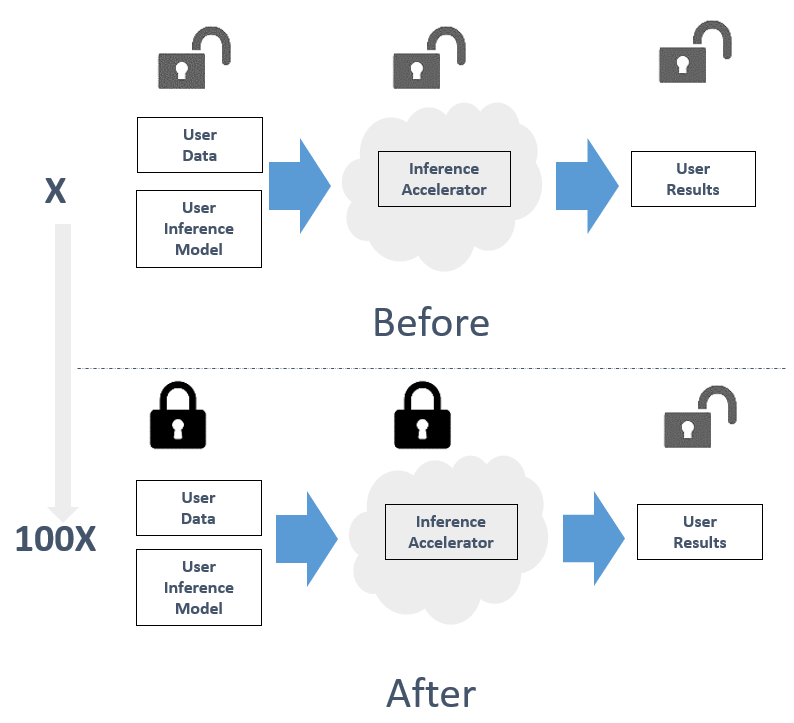 User
Data
User
Inference
Model
Inference
Accelerator
User
Results
X
Before
User
Data
User
Inference
Model
Inference
Accelerator
User
Results
100X
After